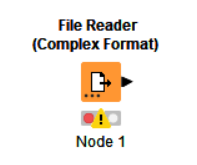 File Reader
(Complex Format)
Node 1